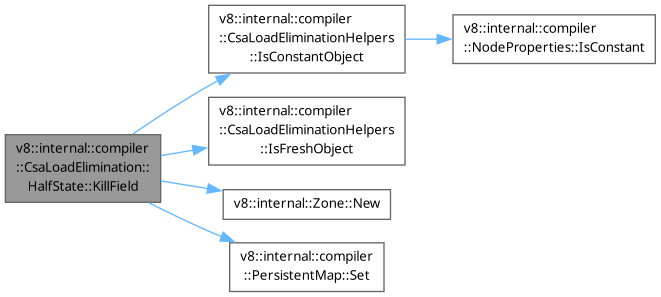 v8::internal::compiler
::CsaLoadElimination::
HalfState::KillField
v8::internal::compiler
::CsaLoadEliminationHelpers
::IsConstantObject
v8::internal::compiler
::NodeProperties::IsConstant
v8::internal::compiler
::CsaLoadEliminationHelpers
::IsFreshObject
v8::internal::Zone::New
v8::internal::compiler
::PersistentMap::Set